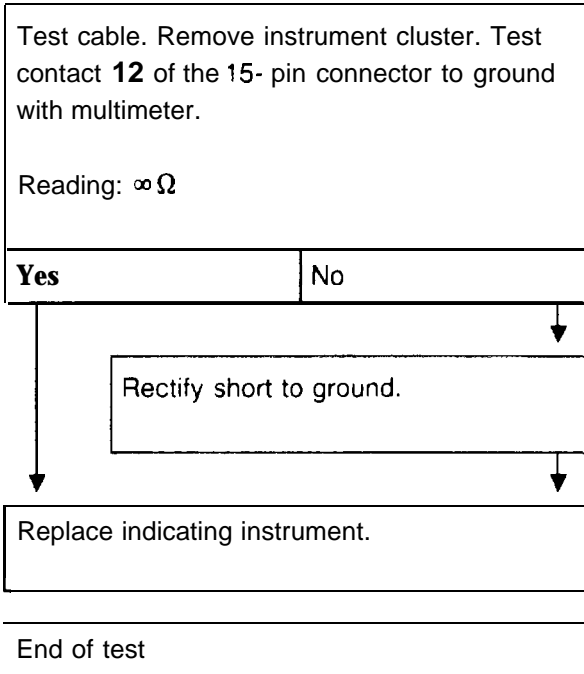 Test cable. Remove instrument cluster. Test
contact 12 of the 15- pin connector to ground
with multimeter.
Reading: ∞ Ω
Yes
No
Rectify short to ground.
Replace indicating instrument.
End of test